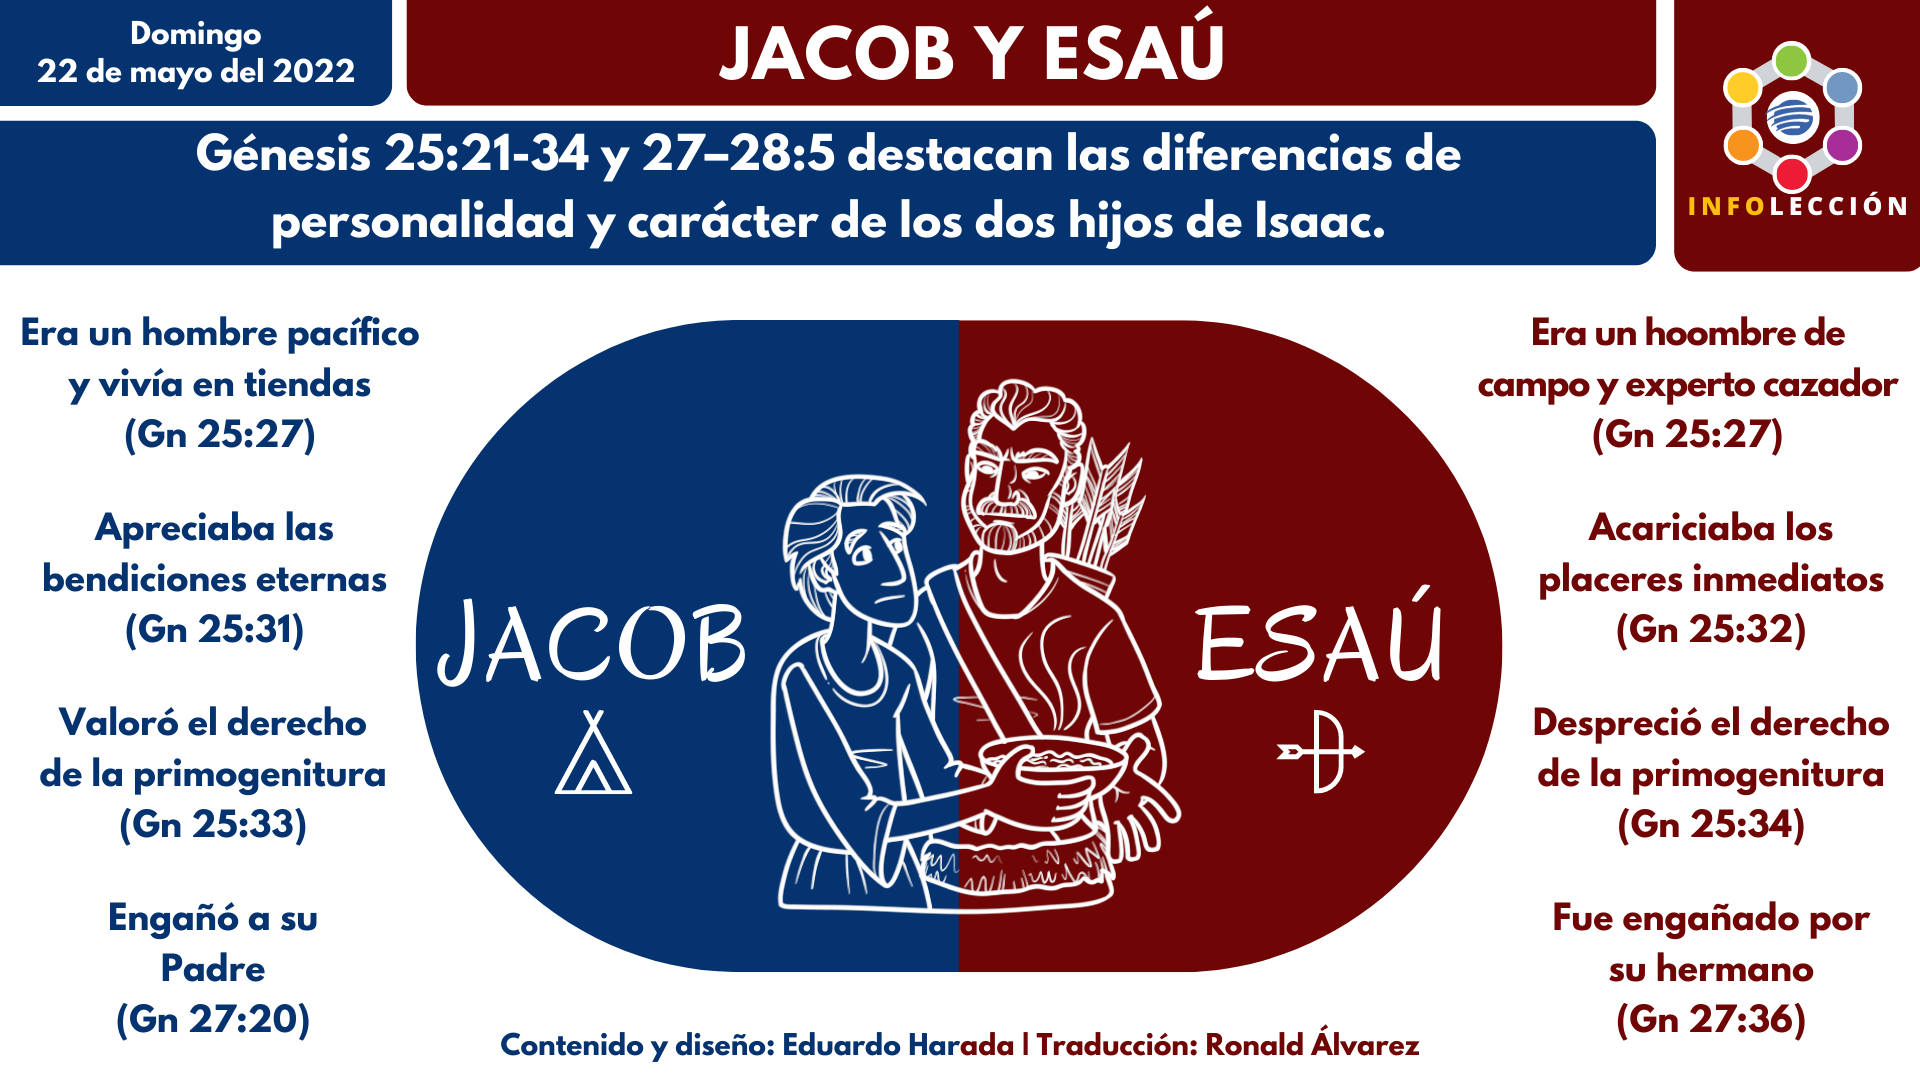 Domingo
22 de mayo del 2022
JACOB Y ESAÚ
INFOLECCIÓN
Génesis 25:21-34 y 27–28:5 destacan las diferencias de
personalidad y carácter de los dos hijos de Isaac.
Era un hombre pacífico
y vivía en tiendas
(Gn 25:27)
Apreciaba las
bendiciones eternas
(Gn 25:31)
Valoró el derecho
de la primogenitura
(Gn 25:33)
Engañó a su
Padre
(Gn 27:20)
JACOB
ESAÚ
Era un hoombre de
campo y experto cazador
(Gn 25:27)
Acariciaba los
placeres inmediatos
(Gn 25:32)
Despreció el derecho
de la primogenitura
(Gn 25:34)
Fue engañado por
su hermano
(Gn 27:36)
Contenido y diseño: Eduardo Harada | Traducción: Ronald Álvarez